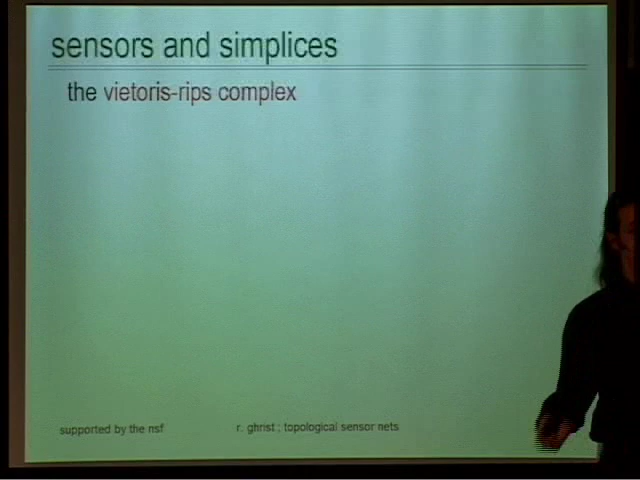 sensors and simplices
the vietoris-rips complex
supported by the nsf
r. ghrist : topological sensor nets